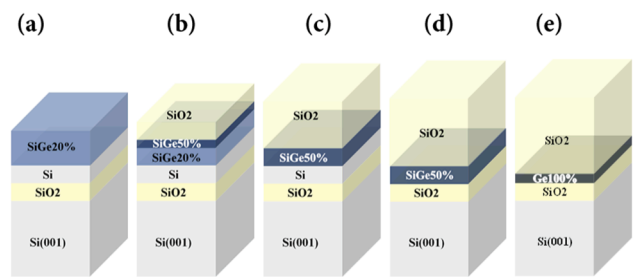 (a)
SiGe20%
Si
SiO2
Si(001)
(b)
SiO2
SiGe50%
SiGe20%
Si
SiO2
Si(001)
(c)
SiO2
SiGe50%
Si
SiO2
Si(001)
(d)
SiO2
SiGe50%
SiO2
Si(001)
(e)
SiO2
Ge100%
SiO2
Si(001)